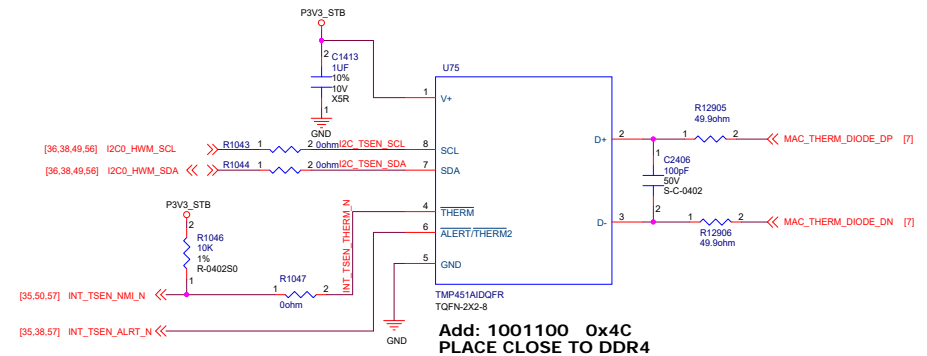 P3V3_STB
2 C1413
1UF
10%
10V
X5R
1
GND
U75
1 V+
[36,38,49,56] I2C0_HWM_SCL R1043 1 2 0ohm I2C_TSEN_SCL 8 SCL
[36,38,49,56] I2C0_HWM_SDA R1044 1 2 0ohm I2C_TSEN_SDA 7 SDA
D+ 2 R12905 1 2 MAC_THERM_DIODE_DP [7]
49.9ohm
1
C2406
100pF
50V
S-C-0402
2
D- 3 1 2 MAC_THERM_DIODE_DN [7]
R12906
49.9ohm
P3V3_STB
2
R1046
10K
1%
R-0402S0
1
INT_TSEN_THERM_N
4 THERM
6 ALERT/THERM2
5 GND
R1047
[35,50,57] INT_TSEN_NMI_N 1 2
0ohm
[35,38,57] INT_TSEN_ALRT_N
GND
TMP451AIDQFR
TQFN-2X2-8
Add: 1001100 0x4C
PLACE CLOSE TO DDR4